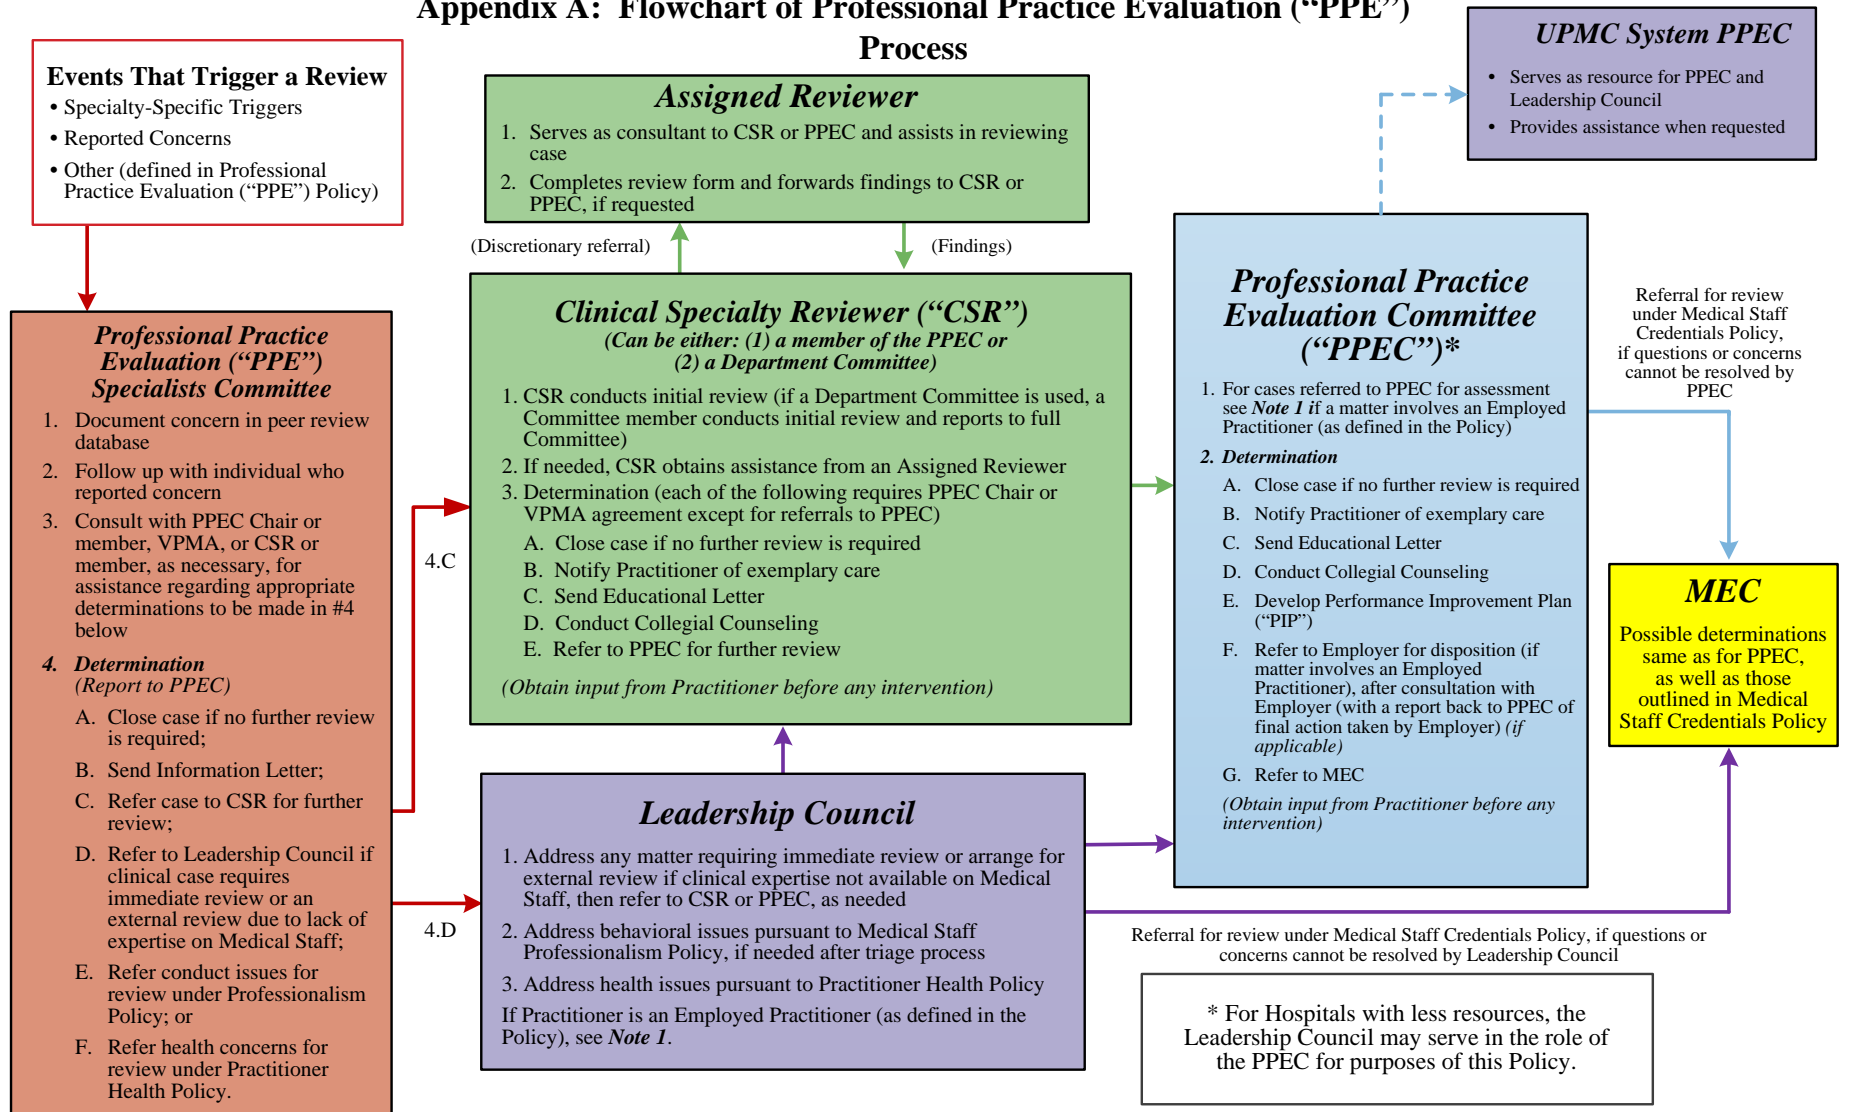 Appendix A: Flowchart of Professional Practice Evaluation (“PPE”)
Process
Events That Trigger a Review
• Specialty-Specific Triggers
• Reported Concerns
• Other (defined in Professional
Practice Evaluation (“PPE”) Policy)
Assigned Reviewer
1. Serves as consultant to CSR or PPEC and assists in reviewing
case
2. Completes review form and forwards findings to CSR or
PPEC, if requested
UPMC System PPEC
• Serves as resource for PPEC and
Leadership Council
• Provides assistance when requested
(Discretionary referral)
(Findings)
Professional Practice
Evaluation (“PPE”)
Specialists Committee
1. Document concern in peer review
database
2. Follow up with individual who
reported concern
3. Consult with PPEC Chair or
member, VPMA, or CSR or
member, as necessary, for
assistance regarding appropriate
determinations to be made in #4
below
4. Determination
(Report to PPEC)
A. Close case if no further review
is required;
B. Send Information Letter;
C. Refer case to CSR for further
review;
D. Refer to Leadership Council if
clinical case requires
immediate review or an
external review due to lack of
expertise on Medical Staff;
E. Refer conduct issues for
review under Professionalism
Policy; or
F. Refer health concerns for
review under Practitioner
Health Policy.
4.C
4.D
Clinical Specialty Reviewer (“CSR”)
(Can be either: (1) a member of the PPEC or
(2) a Department Committee)
1. CSR conducts initial review (if a Department Committee is used, a
Committee member conducts initial review and reports to full
Committee)
2. If needed, CSR obtains assistance from an Assigned Reviewer
3. Determination (each of the following requires PPEC Chair or
VPMA agreement except for referrals to PPEC)
A. Close case if no further review is required
B. Notify Practitioner of exemplary care
C. Send Educational Letter
D. Conduct Collegial Counseling
E. Refer to PPEC for further review
(Obtain input from Practitioner before any intervention)
Leadership Council
1. Address any matter requiring immediate review or arrange for
external review if clinical expertise not available on Medical
Staff, then refer to CSR or PPEC, as needed
2. Address behavioral issues pursuant to Medical Staff
Professionalism Policy, if needed after triage process
3. Address health issues pursuant to Practitioner Health Policy
If Practitioner is an Employed Practitioner (as defined in the
Policy), see Note 1.
Professional Practice
Evaluation Committee
(“PPEC”)*
1. For cases referred to PPEC for assessment
see Note 1 if a matter involves an Employed
Practitioner (as defined in the Policy)
2. Determination
A. Close case if no further review is required
B. Notify Practitioner of exemplary care
C. Send Educational Letter
D. Conduct Collegial Counseling
E. Develop Performance Improvement Plan
(“PIP”)
F. Refer to Employer for disposition (if
matter involves an Employed
Practitioner), after consultation with
Employer (with a report back to PPEC of
final action taken by Employer) (if
applicable)
G. Refer to MEC
(Obtain input from Practitioner before any
intervention)
Referral for review
under Medical Staff
Credentials Policy,
if questions or concerns
cannot be resolved by
PPEC
MEC
Possible determinations
same as for PPEC,
as well as those
outlined in Medical
Staff Credentials Policy
Referral for review under Medical Staff Credentials Policy, if questions or
concerns cannot be resolved by Leadership Council
* For Hospitals with less resources, the
Leadership Council may serve in the role of
the PPEC for purposes of this Policy.